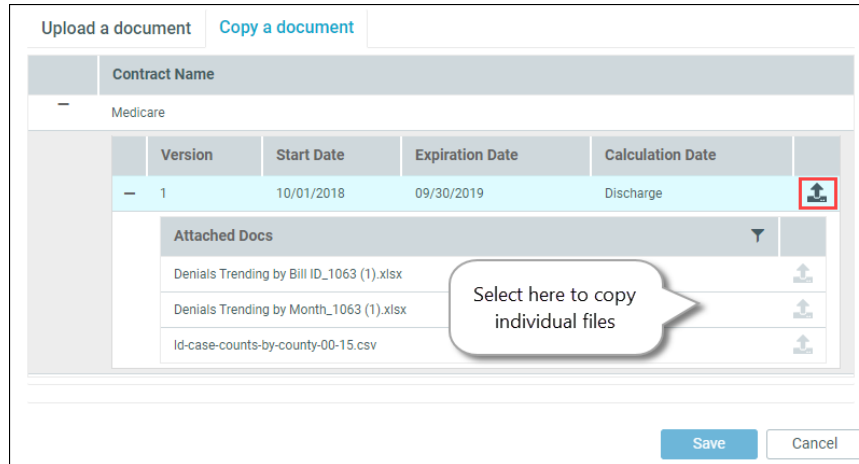 Upload a document Copy a document
Contract Name
Medicare
Version Start Date Expiration Date Calculation Date
1 10/01/2018 09/30/2019 Discharge
Attached Docs
Denials Trending by Bill ID_1063 (1).xlsx
Denials Trending by Month_1063 (1).xlsx
ld-case-counts-by-county-00-15.csv
Select here to copy
individual files
Save Cancel